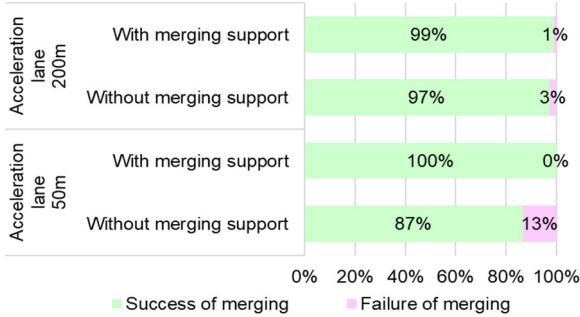 Acceleration
lane
200m
With merging support
99%
1%
Without merging support
97%
3%
Acceleration
lane
50m
With merging support
100%
0%
Without merging support
87%
13%
0% 20% 40% 60% 80% 100%
Success of merging
Failure of merging